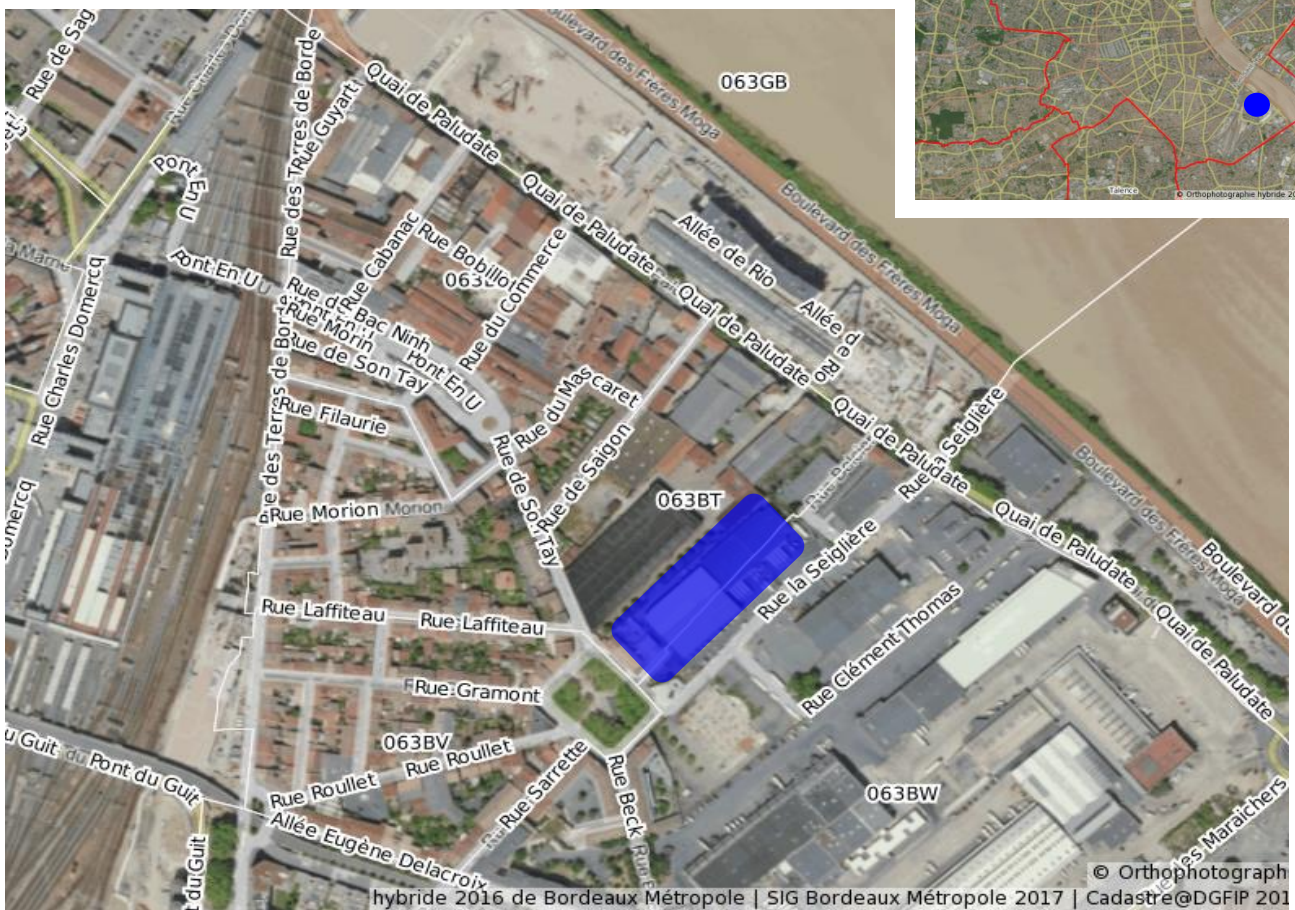 Rue de Sag
Boulevard des Frères Moga
063GB
Talence
© Orthophotographie hybride 20
Quai de Paludate
Rue Guyart
Rue des Terres de Borde
Pont En U
Boulevard des Frères Moga
Quai de Paludate
Allée de Rio
Rue Cabanac
Rue Bobillot
Rue du Commerce
Pont En U
Rue Charles Domercq
Rue de Bac Ninh
Quai de Paludate
Allée de Rio
Rue Morin
Pont En U
Rue de Son Tay
Rue du Mascaret
Rue Filaurie
Rue des Terres de Borde
Quai de Paludate
Rue la Seiglière
Boulevard des Frères Moga
Domercq
Rue de Saigon
Rue de Son Tay
063BT
Rue Morion
Morion
Quai de Paludate
Boulevard de
Rue la Seiglière
Rue Laffiteau
Rue Laffiteau
Rue Clément Thomas
Quai de Paludate
Rue Gramont
063BV
Rue Roullet
Rue Roullet
u Guit
du
Pont du Guit
Rue Sarrette
Rue Beck
063BW
Allée Eugène Delacroix
t du Guit
Rue des Maraichers
© Orthophotograph
hybride 2016 de Bordeaux Métropole | SIG Bordeaux Métropole 2017 | Cadastre@DGFIP 201